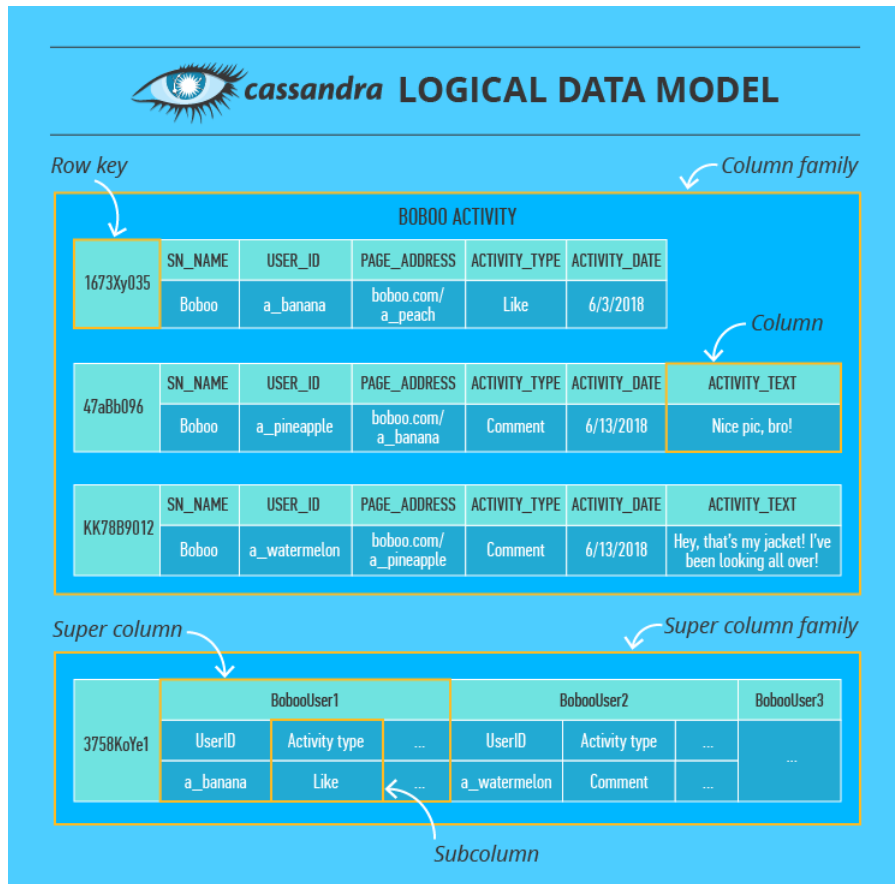 cassandra LOGICAL DATA MODEL
Row key
Column family
BOBOO ACTIVITY
1673Xy035
SN_NAME USER_ID PAGE_ADDRESS ACTIVITY_TYPE ACTIVITY_DATE
Boboo a_banana boboo.com/ a_peach Like 6/3/2018
Column
47aBb096
SN_NAME USER_ID PAGE_ADDRESS ACTIVITY_TYPE ACTIVITY_DATE ACTIVITY_TEXT
Boboo a_pineapple boboo.com/ a_banana Comment 6/13/2018 Nice pic, bro!
KK78B9012
SN_NAME USER_ID PAGE_ADDRESS ACTIVITY_TYPE ACTIVITY_DATE ACTIVITY_TEXT
Boboo a_watermelon boboo.com/ a_pineapple Comment 6/13/2018 Hey, that's my jacket! I've been looking all over!
Super column
Super column family
3758KoYe1
BobooUser1 BobooUser2 BobooUser3
UserID Activity type ... UserID Activity type ... ...
a_banana Like ... a_watermelon Comment ...
Subcolumn